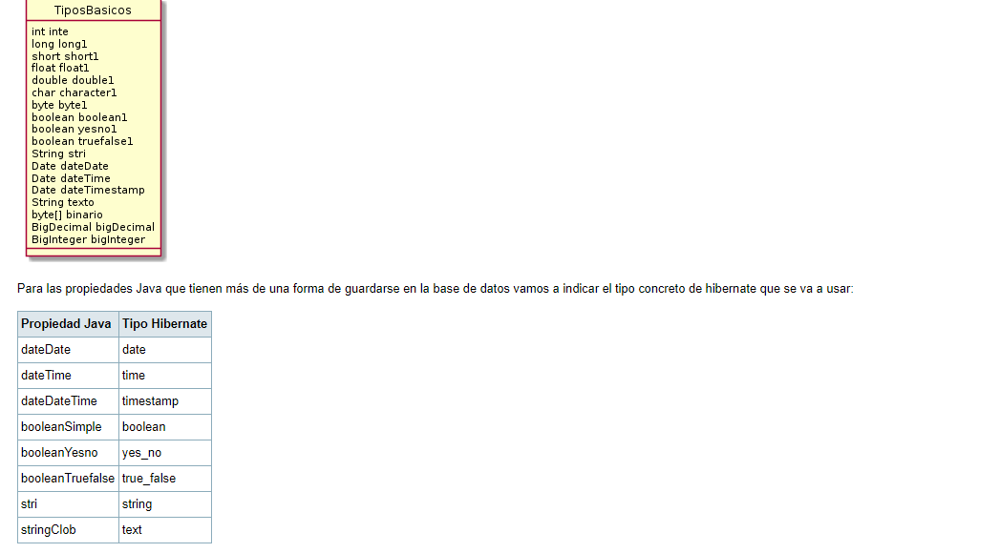 TiposBasicos
int inte
long long1
short short1
float float1
double double1
char character1
byte byte1
boolean boolean1
boolean yesno1
boolean truefalse1
String stri
Date dateDate
Date dateTime
Date dateTimestamp
String texto
byte[] binario
BigDecimal bigDecimal
BigInteger bigInteger
Para las propiedades Java que tienen más de una forma de guardarse en la base de datos vamos a indicar el tipo concreto de hibernate que se va a usar:
Propiedad Java Tipo Hibernate
dateDate date
dateTime time
dateDateTime timestamp
booleanSimple boolean
booleanYesno yes_no
booleanTruefalse true_false
stri string
stringClob text